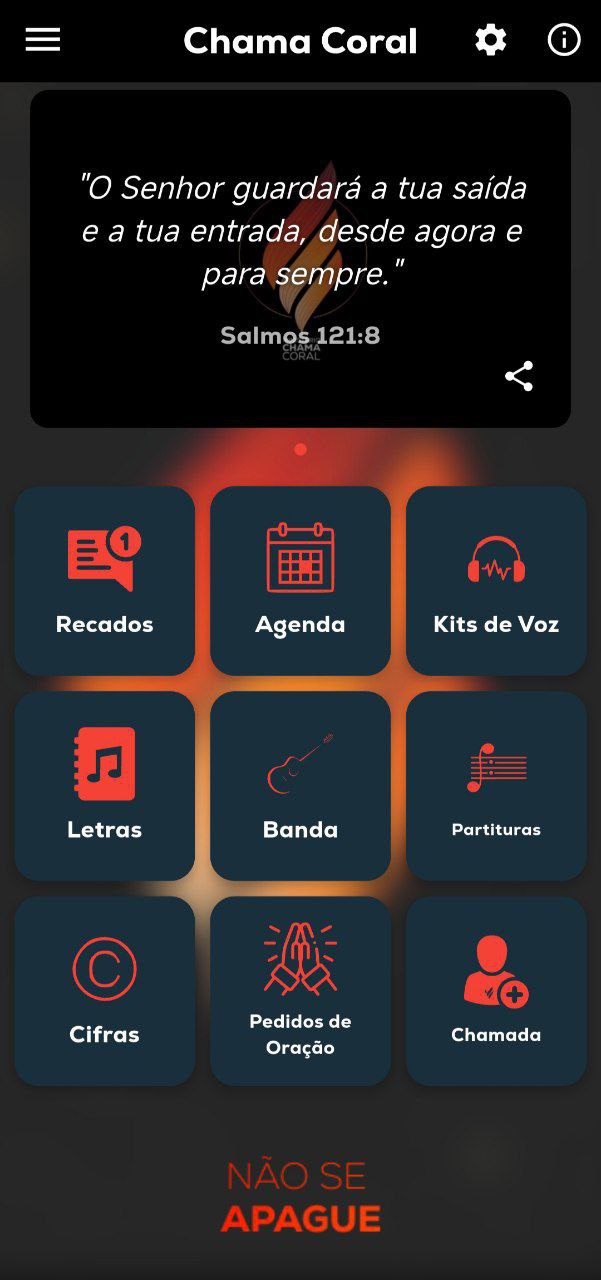 Chama Coral
"O Senhor guardará a tua saída
e a tua entrada, desde agora e
para sempre."
Salmos 121:8
CHAMA
CORAL
1
Recados
Agenda
Kits de Voz
Letras
Banda
Partituras
C
Cifras
Pedidos de
Oração
Chamada
NÃO SE
APAGUE